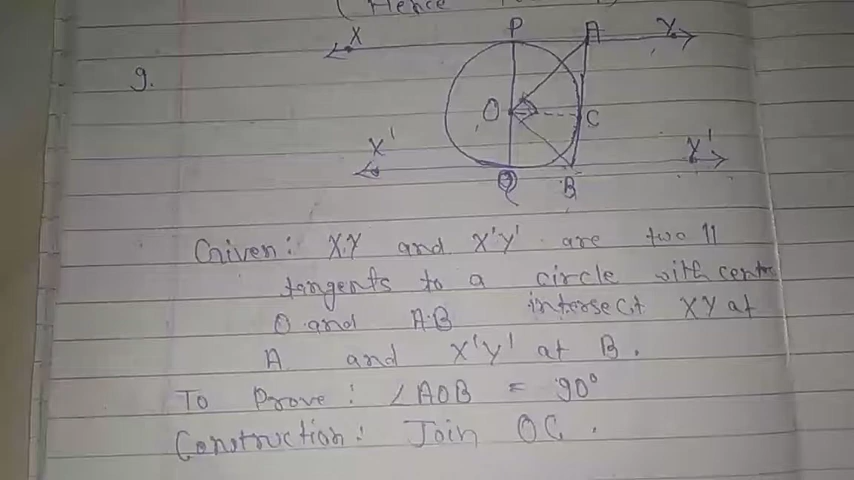 (Hence
X P A Y
9.
O C
X' Y'
Q B
Given: XY and X'Y' are two ||
tangents to a circle with centre
O and AB intersect XY at
A and X'Y' at B.
To Prove: ∠AOB = 90°
Construction: Join OC.